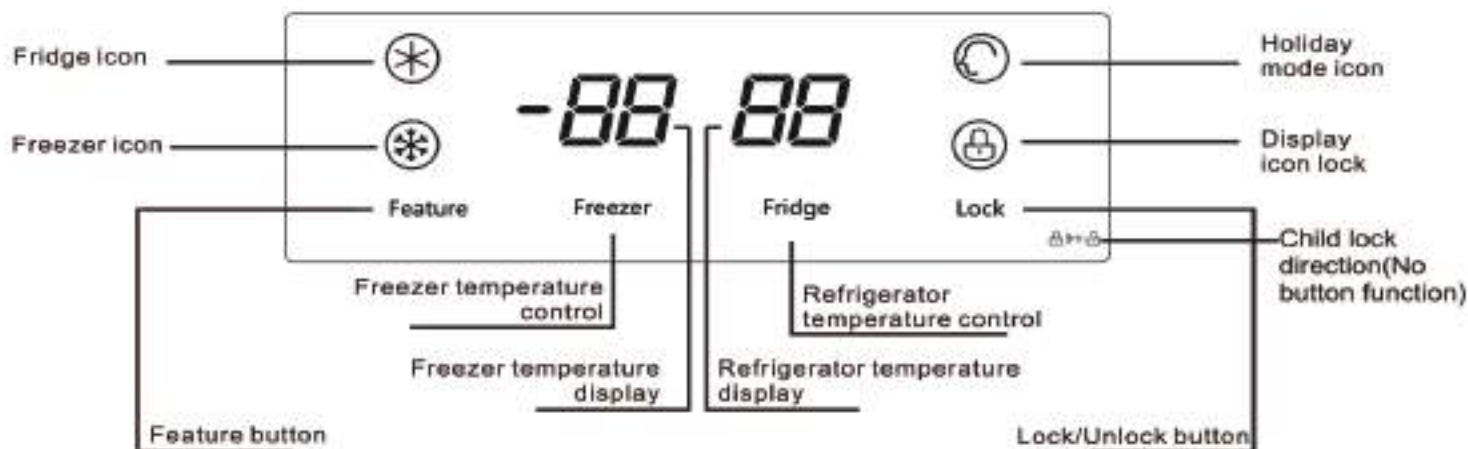 Fridge icon
Freezer icon
-88 88
Holiday
mode icon
Display
icon lock
Feature Freezer Fridge Lock
Child lock
direction(No
button function)
Freezer temperature
control
Refrigerator
temperature control
Freezer temperature
display
Refrigerator temperature
display
Feature button
Lock/Unlock button